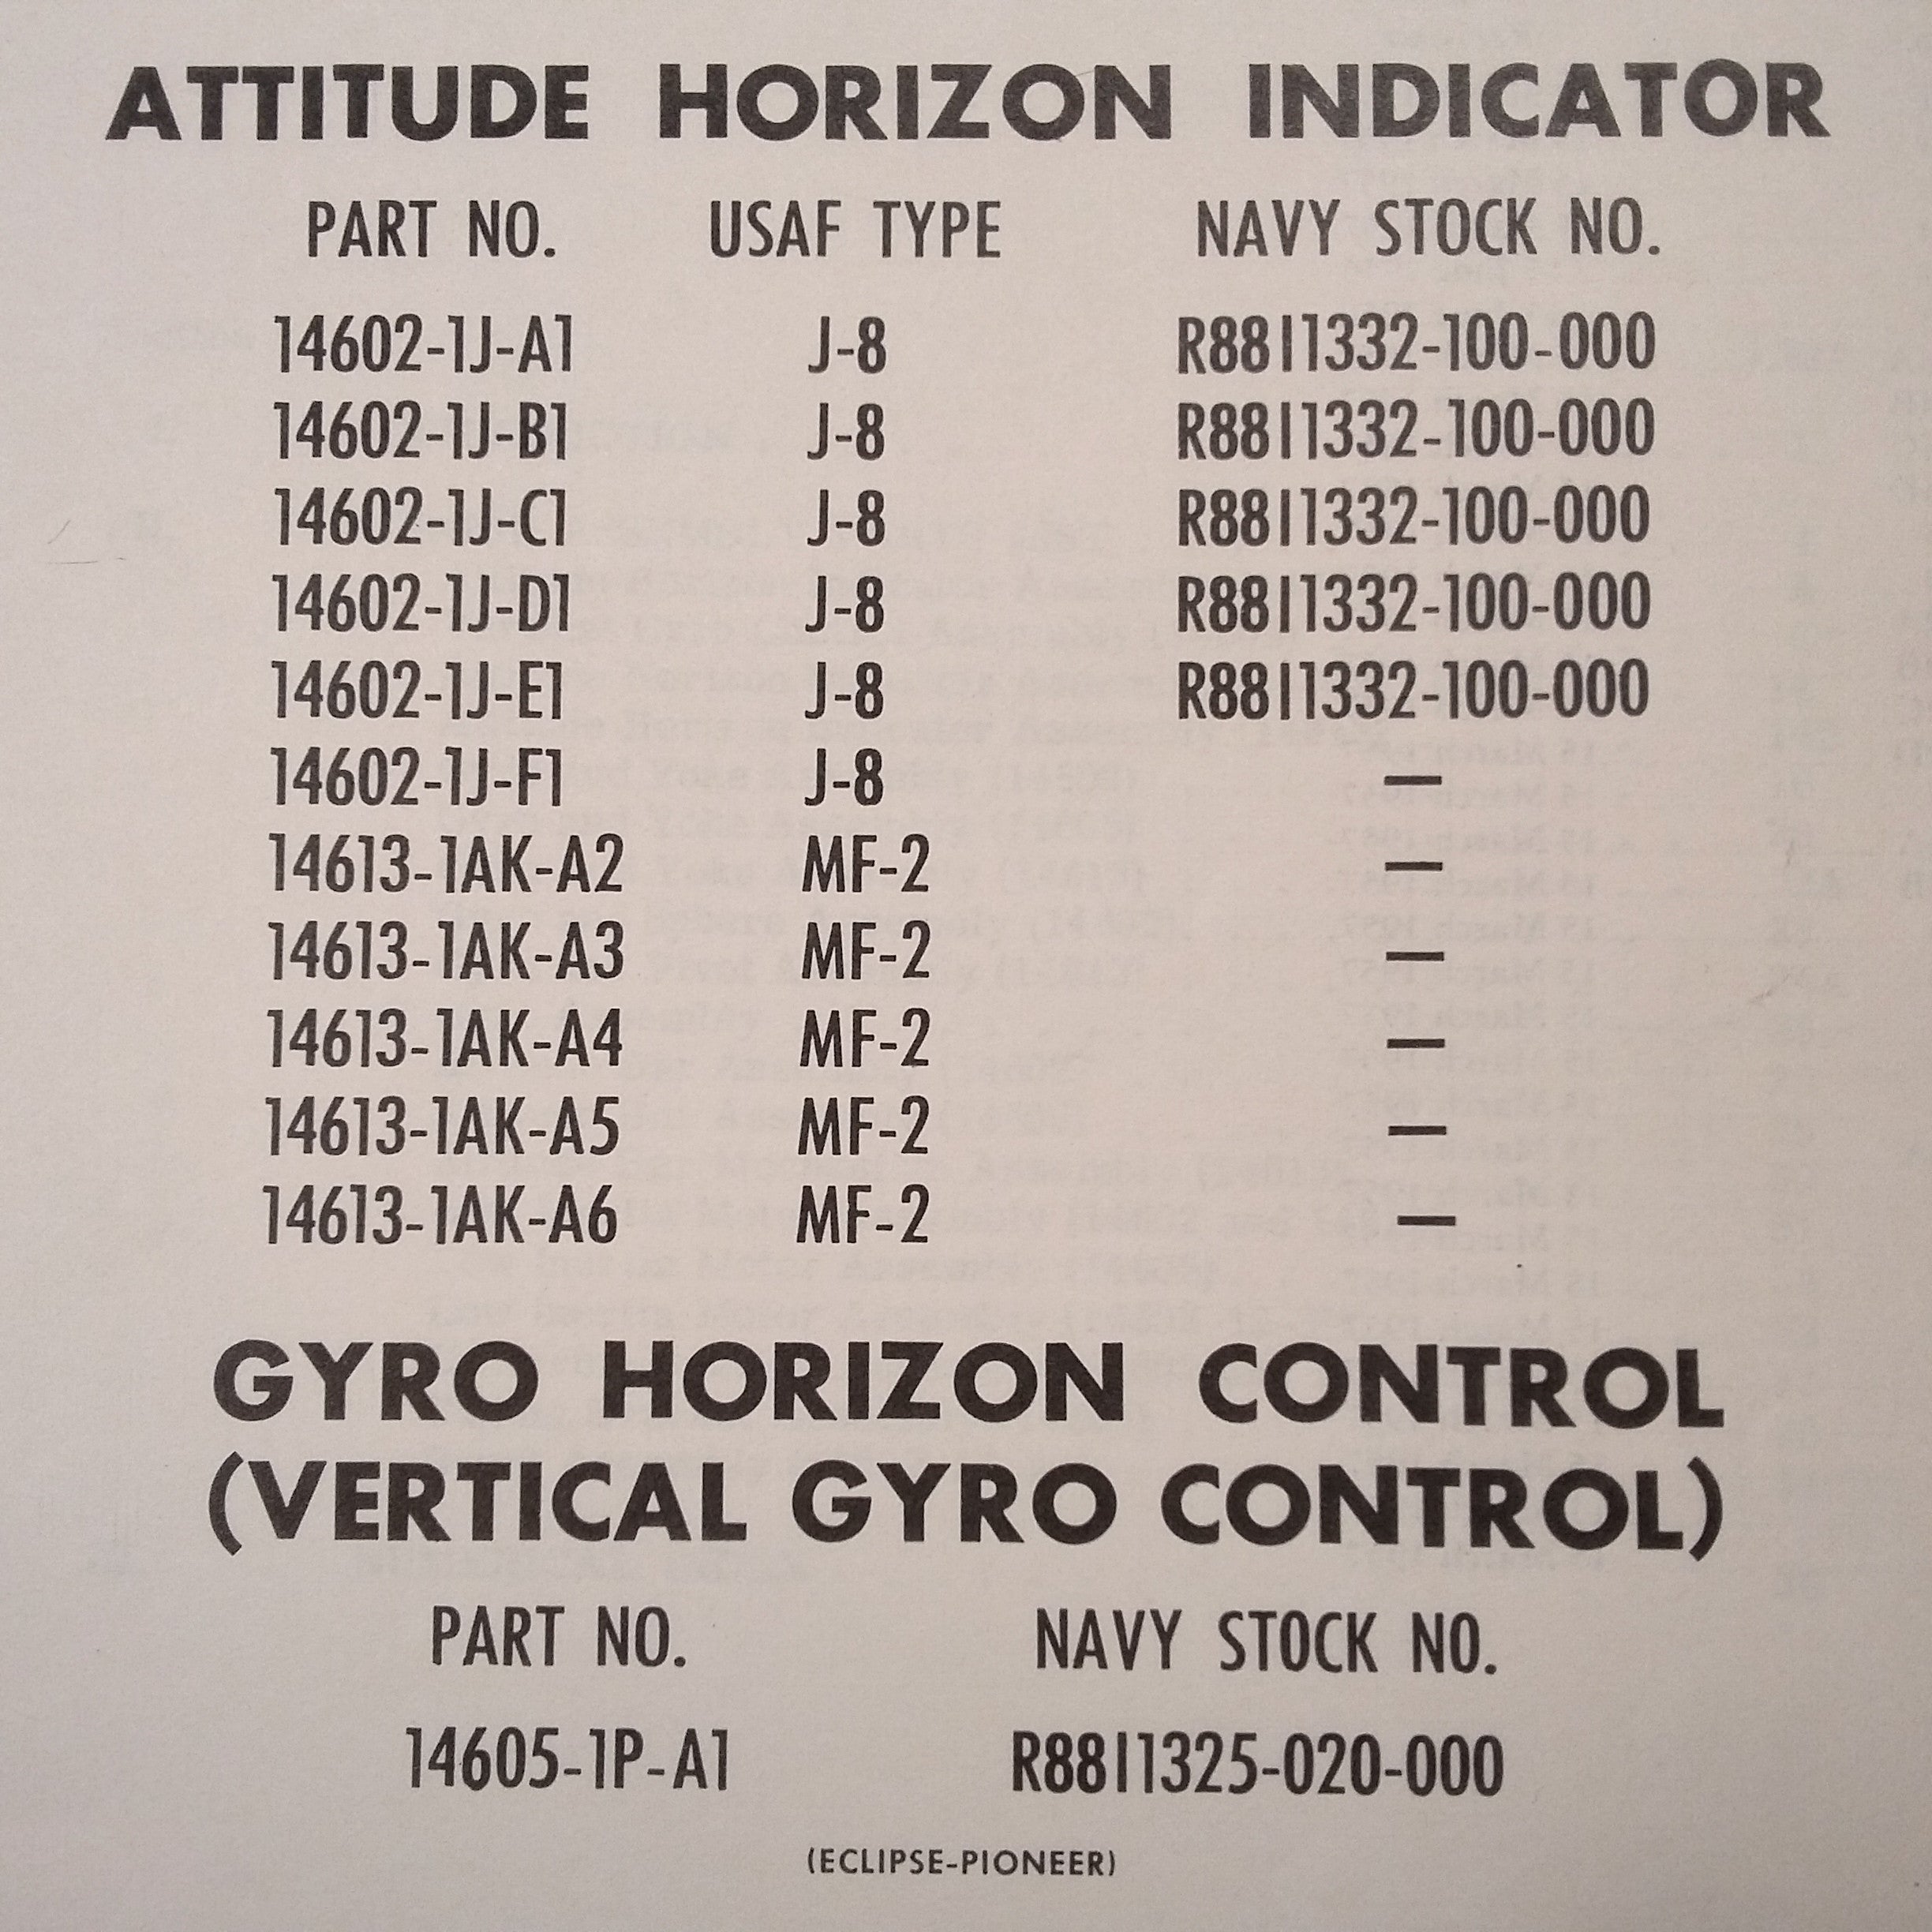 ATTITUDE HORIZON INDICATOR
PART NO. USAF TYPE NAVY STOCK NO.
14602-1J-A1 J-8 R88I1332-100-000
14602-1J-B1 J-8 R88I1332-100-000
14602-1J-C1 J-8 R88I1332-100-000
14602-1J-D1 J-8 R88I1332-100-000
14602-1J-E1 J-8 R88I1332-100-000
14602-1J-F1 J-8 —
14613-1AK-A2 MF-2 —
14613-1AK-A3 MF-2 —
14613-1AK-A4 MF-2 —
14613-1AK-A5 MF-2 —
14613-1AK-A6 MF-2 —
GYRO HORIZON CONTROL
(VERTICAL GYRO CONTROL)
PART NO. NAVY STOCK NO.
14605-1P-A1 R88I1325-020-000
(ECLIPSE-PIONEER)